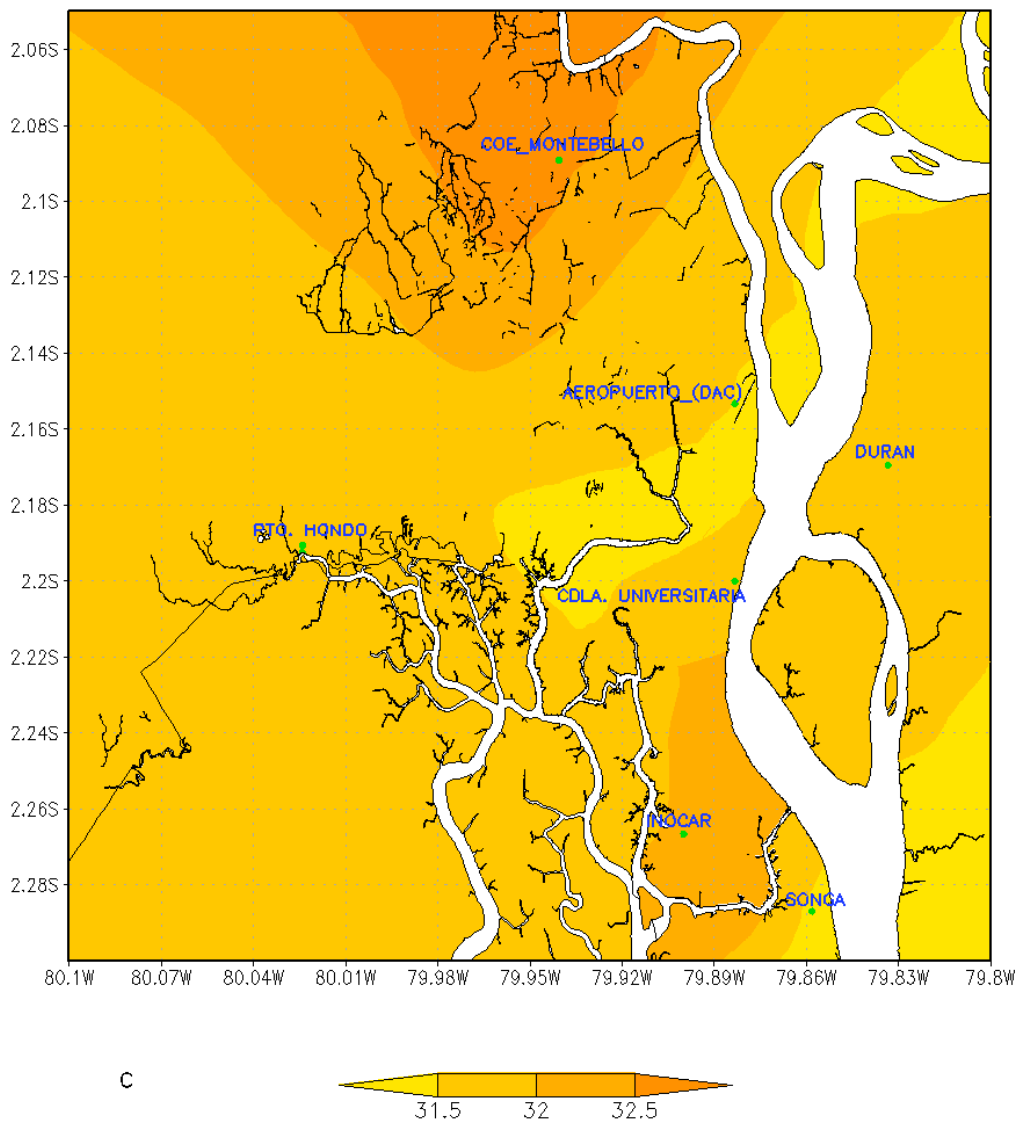 2.06S
2.08S
COE_MONTEBELLO
2.1S
2.12S
2.14S
AEROPUERTO_(DAC)
2.16S
DURAN
2.18S
PTO. HONDO
2.2S
CDLA. UNIVERSITARIA
2.22S
2.24S
2.26S
INOCAR
2.28S
SONGA
80.1W 80.07W 80.04W 80.01W 79.98W 79.95W 79.92W 79.89W 79.86W 79.83W 79.8W
C
31.5 32 32.5